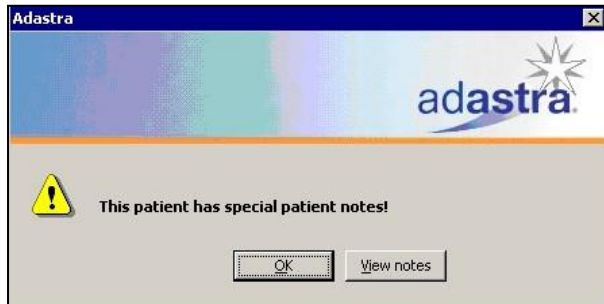 Adastra
adastra
This patient has special patient notes!
OK
View notes